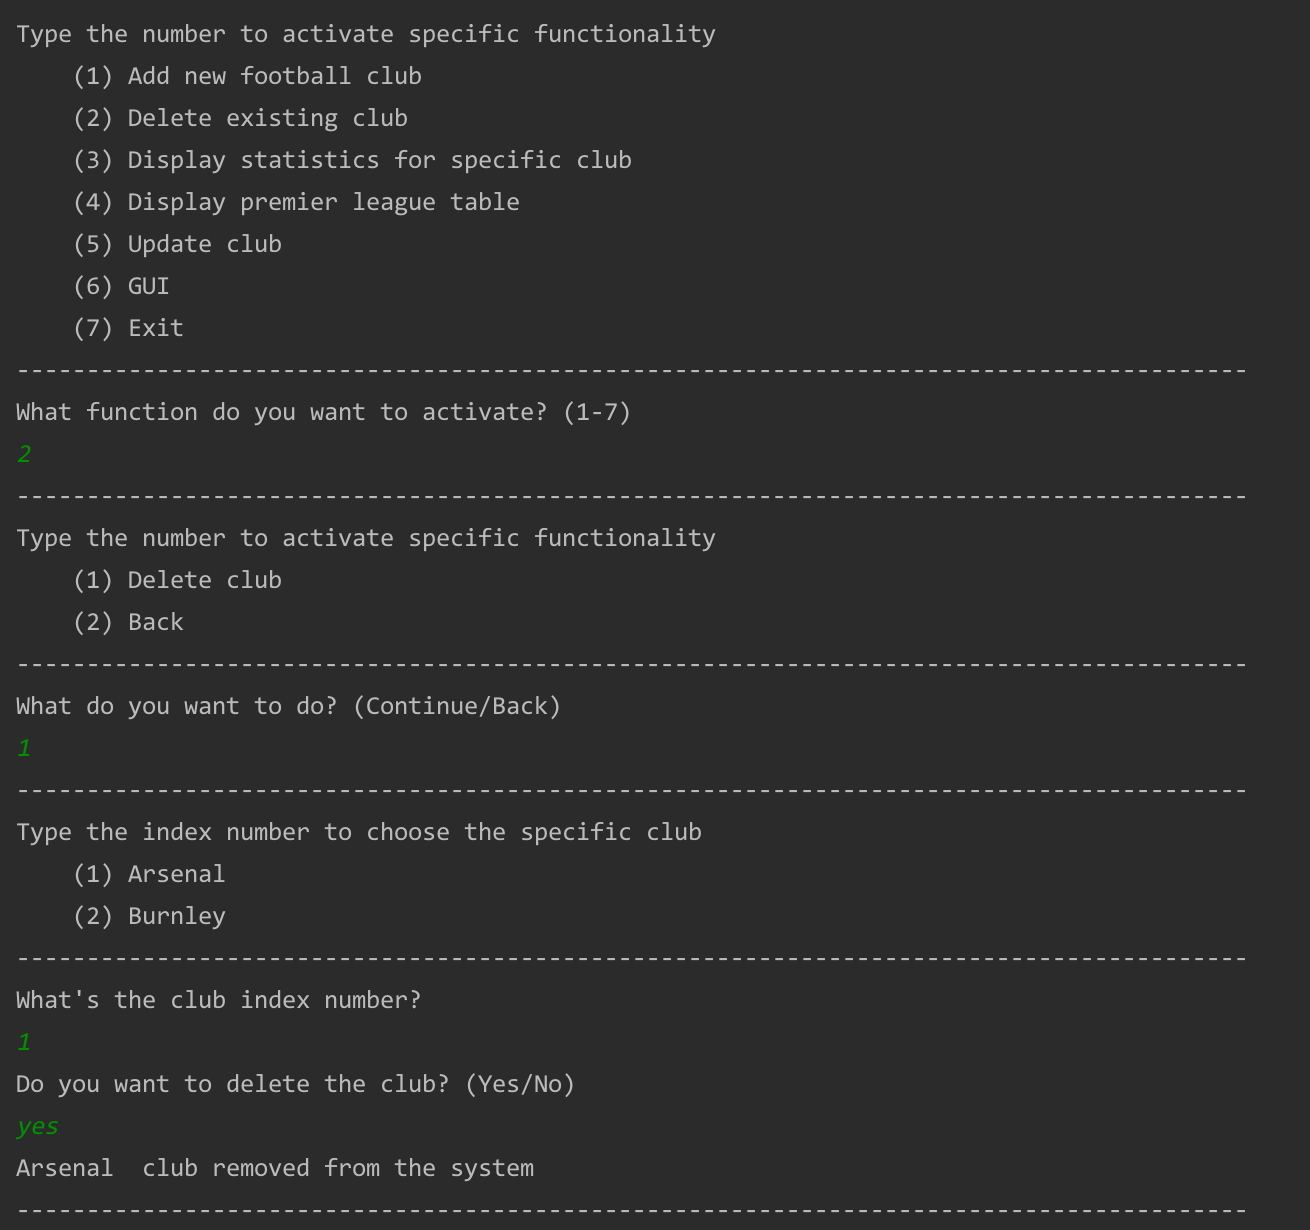 Type the number to activate specific functionality
    (1) Add new football club
    (2) Delete existing club
    (3) Display statistics for specific club
    (4) Display premier league table
    (5) Update club
    (6) GUI
    (7) Exit
----------------------------------------------------------------------------------------
What function do you want to activate? (1-7)
2
----------------------------------------------------------------------------------------
Type the number to activate specific functionality
    (1) Delete club
    (2) Back
----------------------------------------------------------------------------------------
What do you want to do? (Continue/Back)
1
----------------------------------------------------------------------------------------
Type the index number to choose the specific club
    (1) Arsenal
    (2) Burnley
----------------------------------------------------------------------------------------
What's the club index number?
1
Do you want to delete the club? (Yes/No)
yes
Arsenal  club removed from the system
----------------------------------------------------------------------------------------